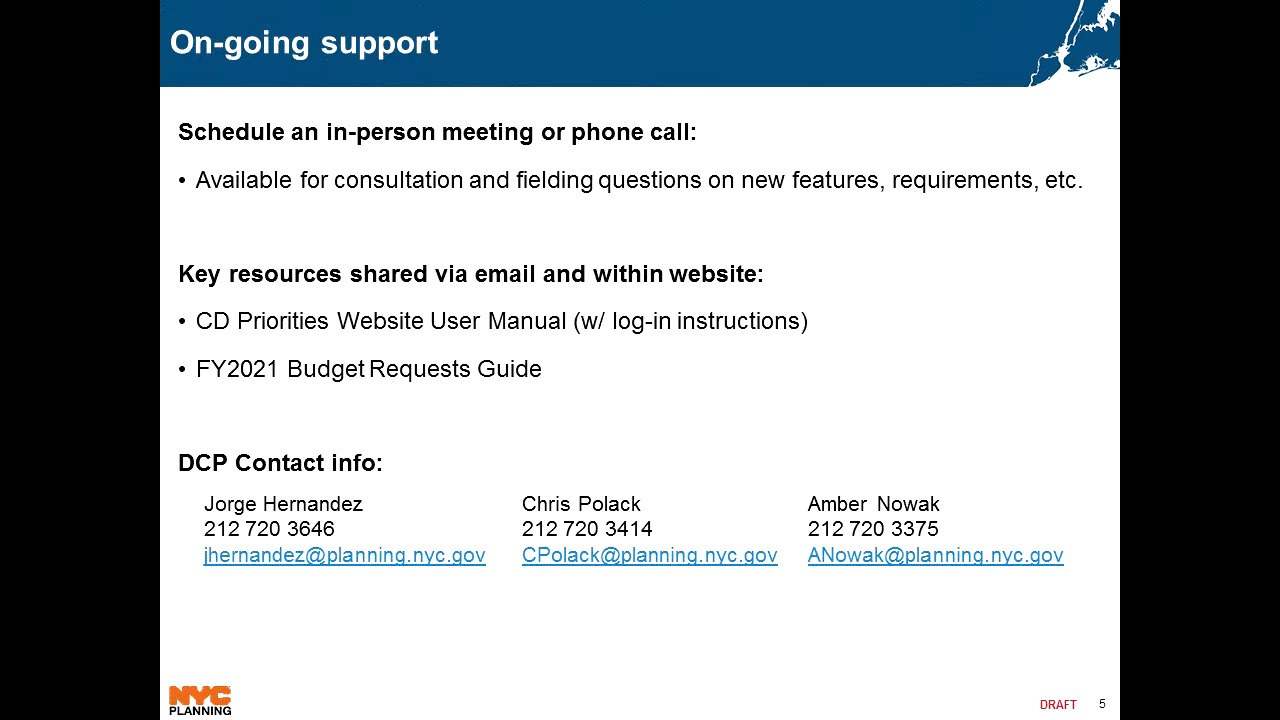 On-going support
Schedule an in-person meeting or phone call:
• Available for consultation and fielding questions on new features, requirements, etc.
Key resources shared via email and within website:
• CD Priorities Website User Manual (w/ log-in instructions)
• FY2021 Budget Requests Guide
DCP Contact info:
Jorge Hernandez
212 720 3646
jhernandez@planning.nyc.gov
Chris Polack
212 720 3414
CPolack@planning.nyc.gov
Amber Nowak
212 720 3375
ANowak@planning.nyc.gov
NYC
PLANNING
DRAFT 5